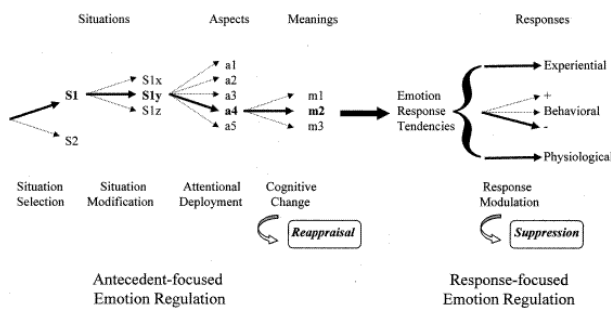 Situations Aspects Meanings Responses
a1
S1x a2 Experiential
S1 S1y a3 m1 Emotion +
S1z a4 m2 Response Behavioral
S2 a5 m3 Tendencies -
Physiological
Situation Situation Attentional Cognitive Response
Selection Modification Deployment Change Modulation
Reappraisal Suppression
Antecedent-focused Response-focused
Emotion Regulation Emotion Regulation